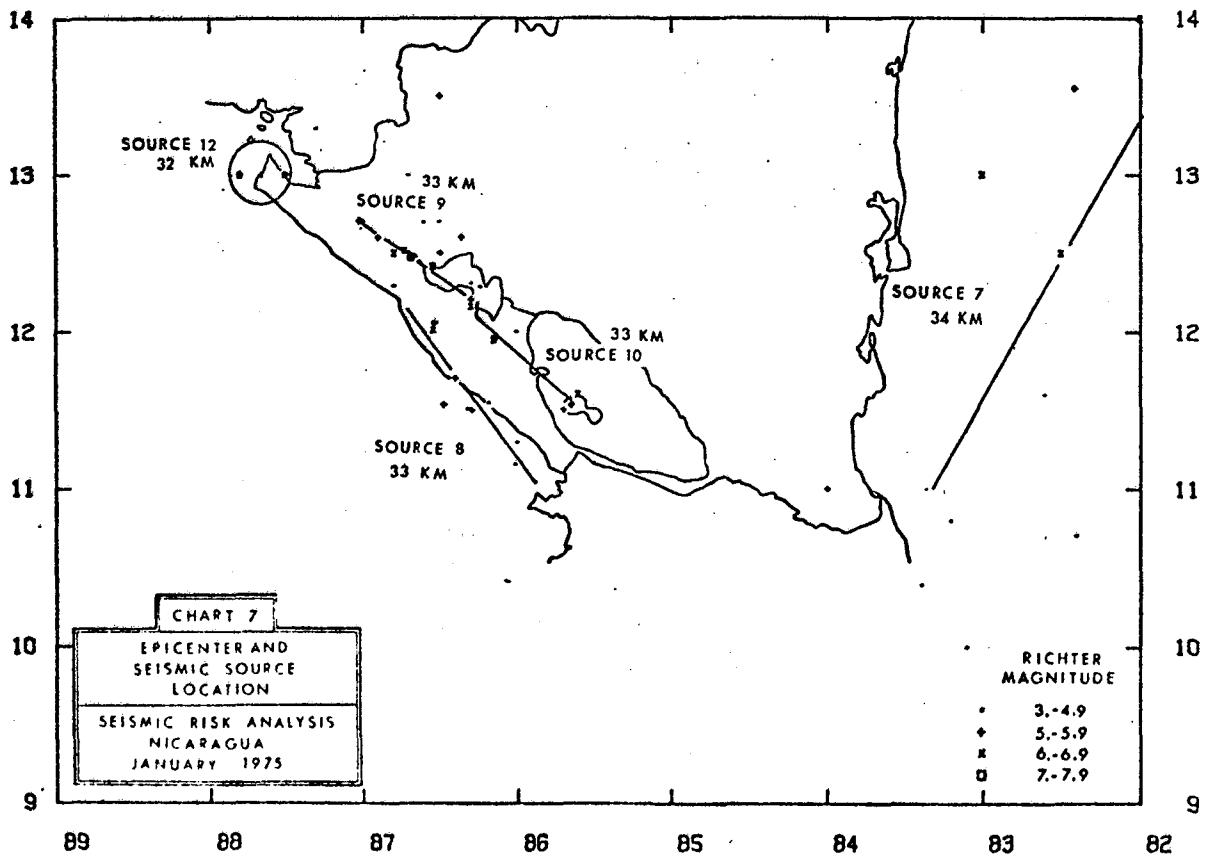 14
14
SOURCE 12
32 KM
13
33 KM
SOURCE 9
13
SOURCE 7
34 KM
12
33 KM
SOURCE 10
12
SOURCE 8
33 KM
11
11
CHART 7
EPICENTER AND
SEISMIC SOURCE
LOCATION
SEISMIC RISK ANALYSIS
NICARAGUA
JANUARY 1975
10
10
RICHTER
MAGNITUDE
3.-4.9
5.-5.9
6.-6.9
7.-7.9
9
9
89 88 87 86 85 84 83 82